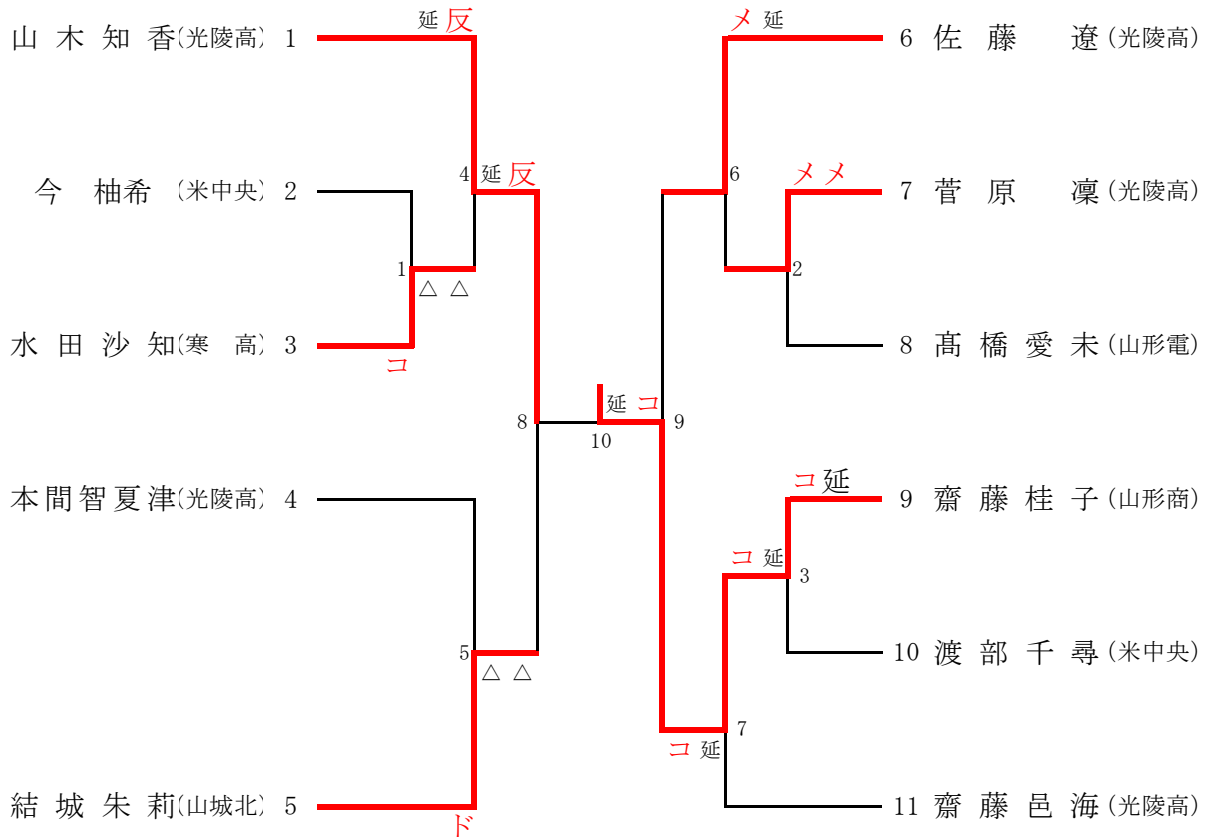 延 反
メ 延
山木知香(光陵高) 1
6 佐藤 遼(光陵高)
4 延 反
6
メメ
今 柚希 (米中央) 2
7 菅原 凜(光陵高)
1
2
△ △
水田沙知(寒 高) 3
8 髙橋愛未(山形電)
コ
延 コ
8
9
10
コ 延
本間智夏津(光陵高) 4
9 齋藤桂子(山形商)
コ 延
3
5
10 渡部千尋(米中央)
△ △
7
コ 延
結城朱莉(山城北) 5
11 齋藤邑海(光陵高)
ド